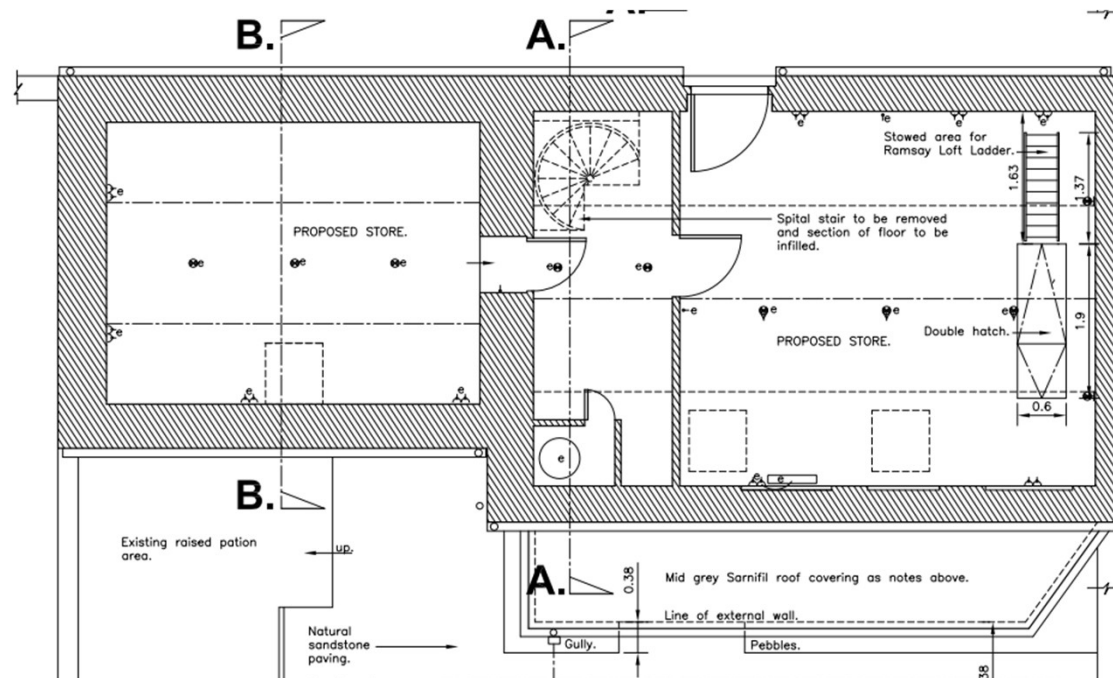 B.
A.
A.
e
e
e
e
Stowed area for
Ramsay Loft Ladder.
1.63
1.37
e
PROPOSED STORE.
Spital stair to be removed
and section of floor to be
infilled.
e
e
e
e
e
e
e
e
e
e
Double hatch.
1.9
PROPOSED STORE.
0.6
e
e
e
e
e
B.
Existing raised pation
area.
up.
A.
0.38
Mid grey Sarnifil roof covering as notes above.
Line of external wall.
Natural
sandstone
paving.
Gully.
Pebbles.